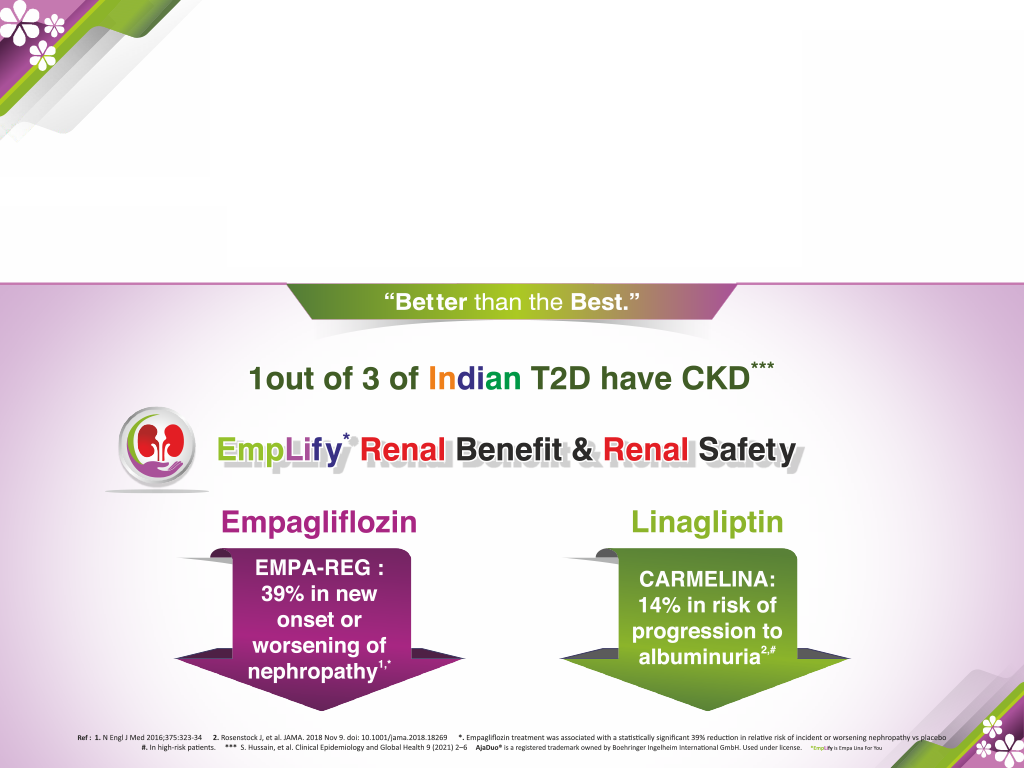 “Better than the Best.”
1out of 3 of Indian T2D have CKD***
EmpLify* Renal Benefit & Renal Safety
Empagliflozin
EMPA-REG :
39% in new
onset or
worsening of
nephropathy1,*
Linagliptin
CARMELINA:
14% in risk of
progression to
albuminuria2,#
Ref : 1. N Engl J Med 2016;375:323-34 2. Rosenstock J, et al. JAMA. 2018 Nov 9. doi: 10.1001/jama.2018.18269 *. Empagliflozin treatment was associated with a statistically significant 39% reduction in relative risk of incident or worsening nephropathy vs placebo
#. In high-risk patients. *** S. Hussain, et al. Clinical Epidemiology and Global Health 9 (2021) 2–6 AjaDuo® is a registered trademark owned by Boehringer Ingelheim International GmbH. Used under license. *EmpLify is Empa Lina For You